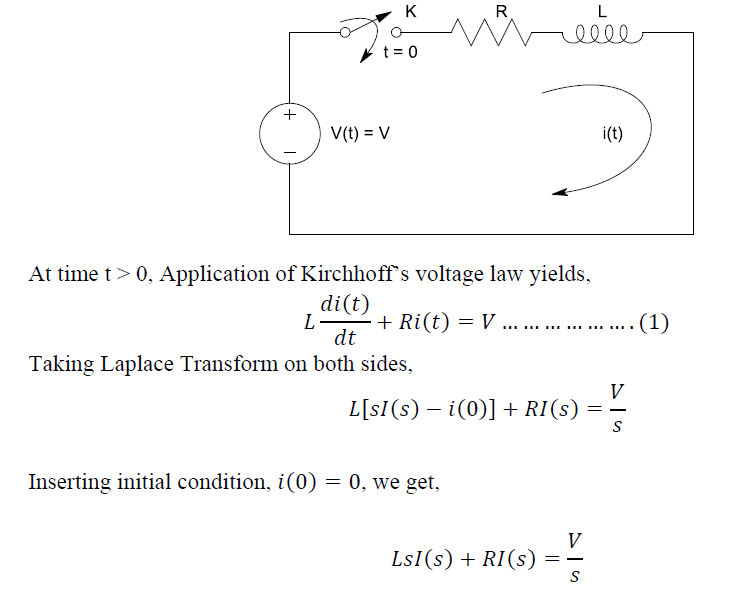 K R L
t = 0
+
V(t) = V i(t)
At time t > 0, Application of Kirchhoff's voltage law yields,
L di(t)/dt + Ri(t) = V … … … … … … . (1)
Taking Laplace Transform on both sides,
L[sI(s) − i(0)] + RI(s) = V/s
Inserting initial condition, i(0) = 0, we get,
LsI(s) + RI(s) = V/s